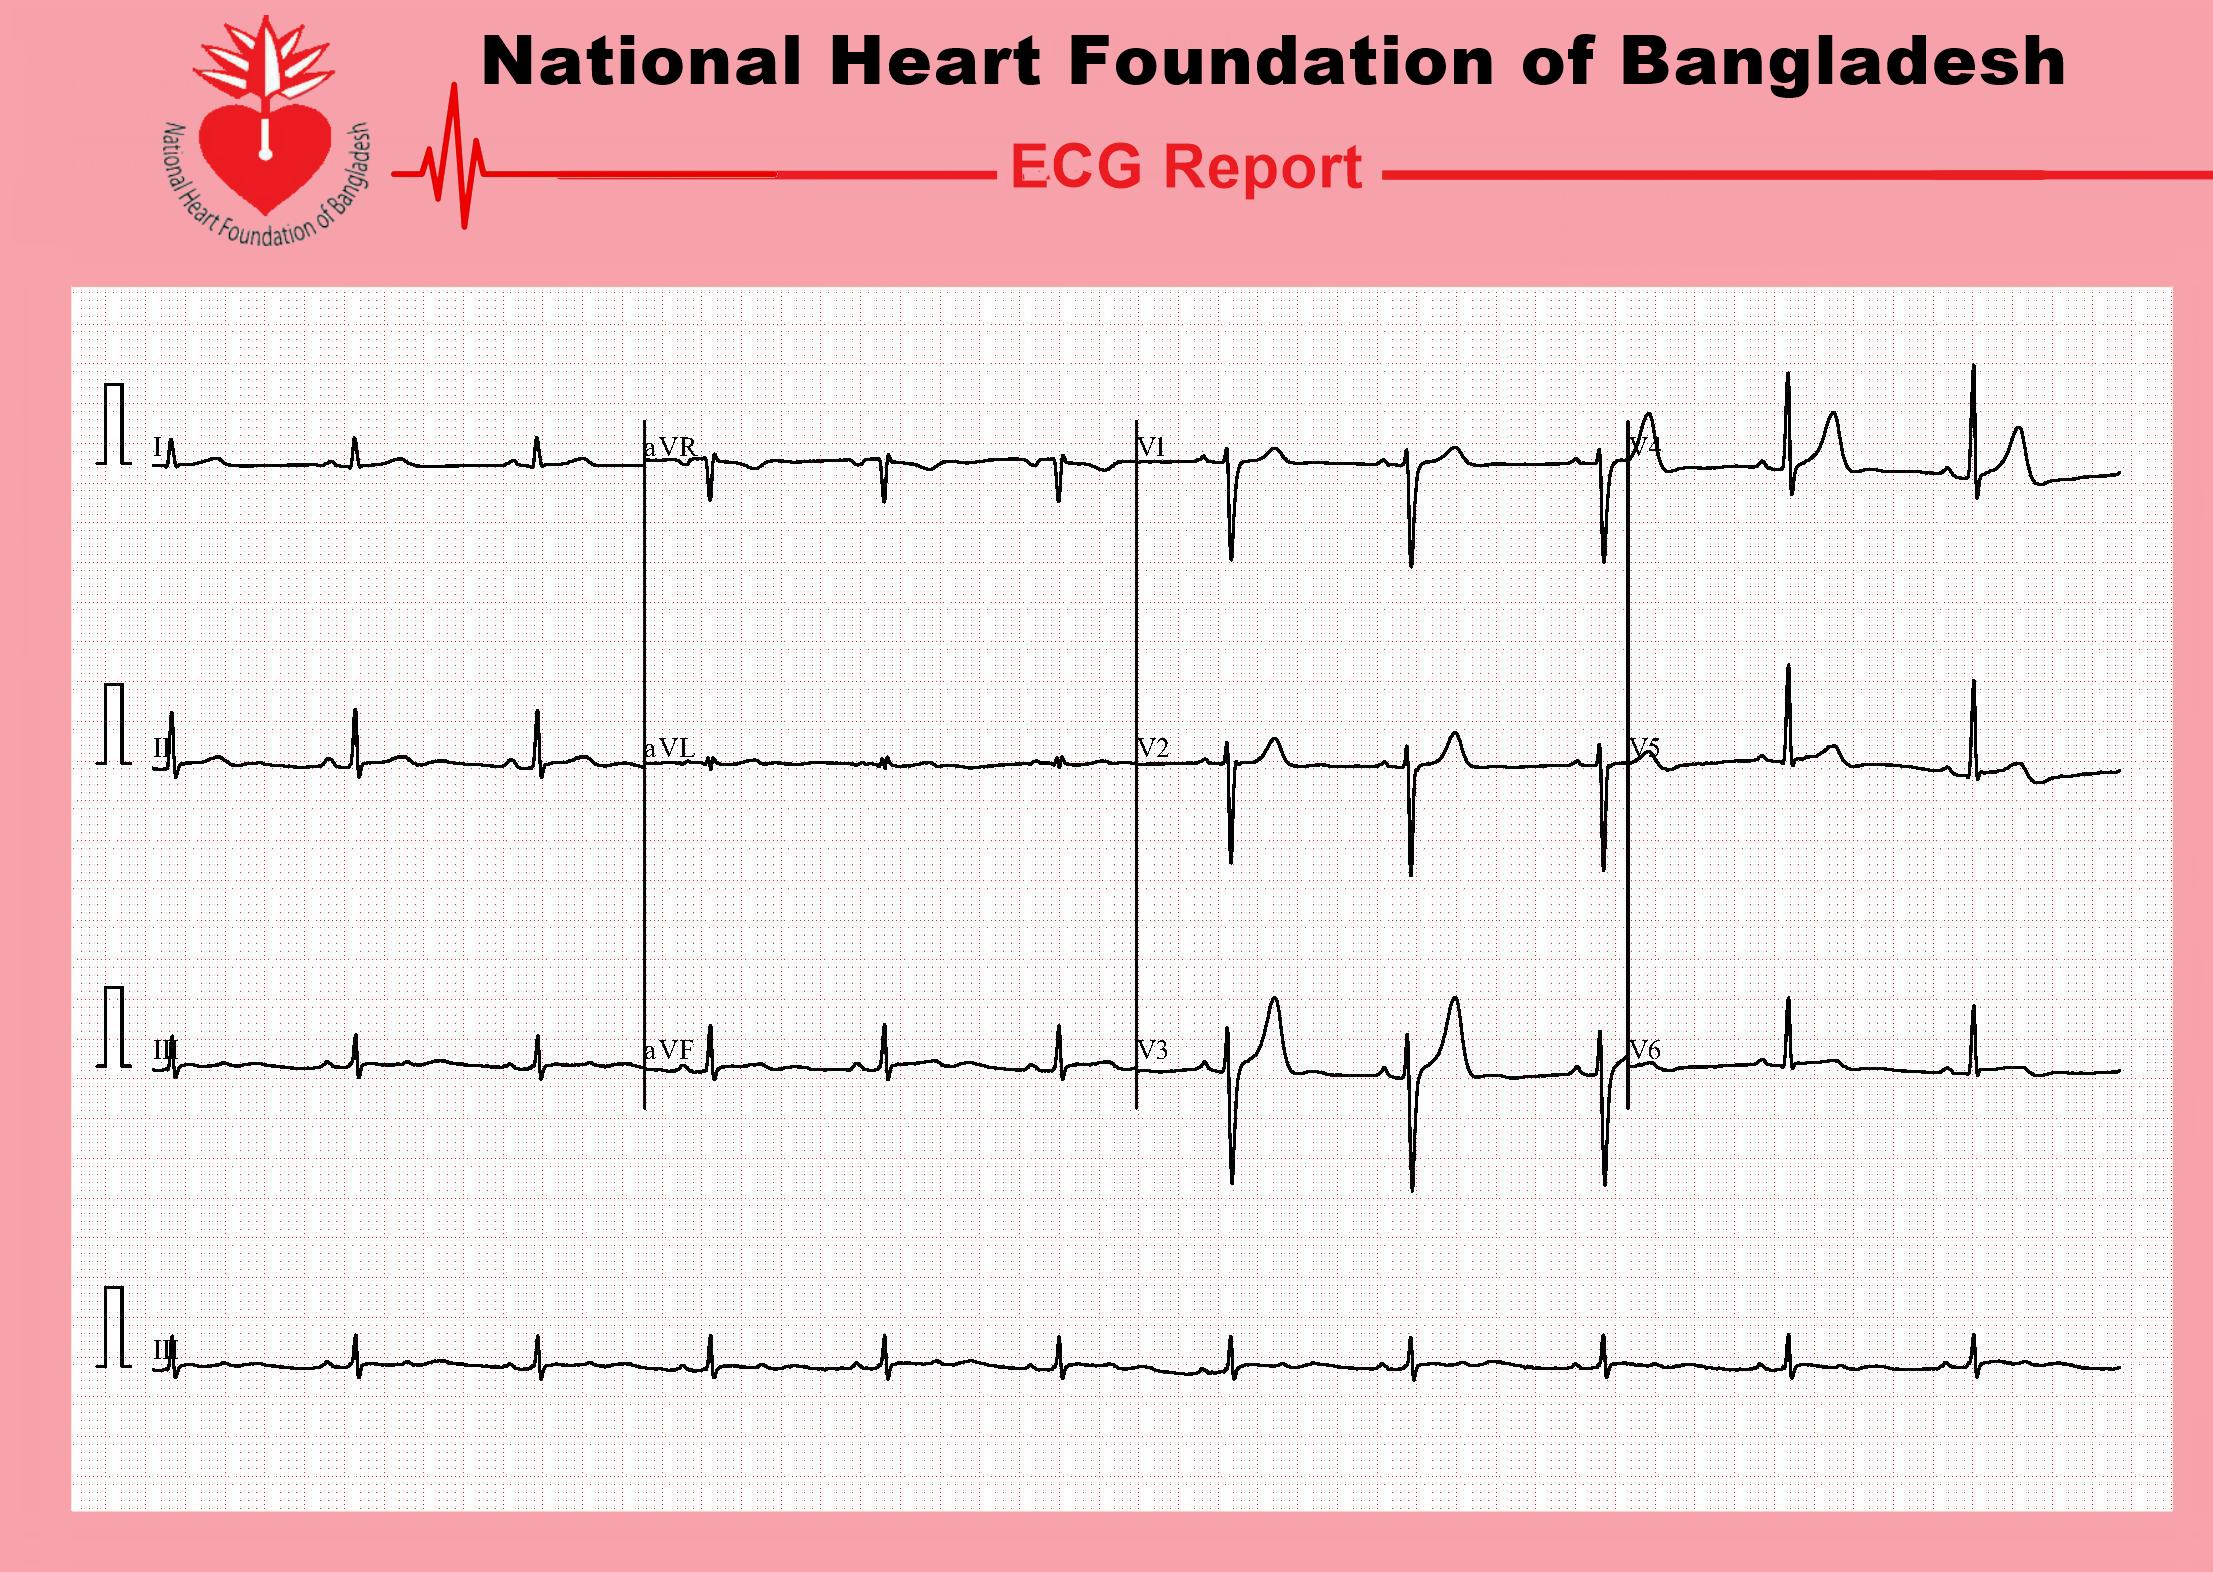 National Heart Foundation of Bangladesh
ECG Report
National Heart Foundation of Bangladesh
I
aVR
V1
V4
II
aVL
V2
V5
III
aVF
V3
V6
III